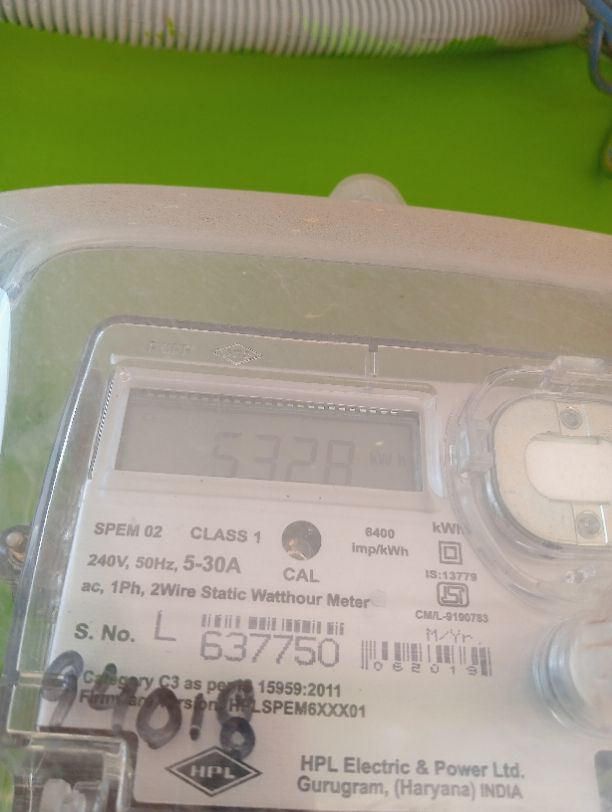 5328 kWh
SPEM 02 CLASS 1 6400 imp/kWh kWh
240V, 50Hz, 5-30A CAL IS:13779
ac, 1Ph, 2Wire Static Watthour Meter
CM/L-9190783
S. No. L 637750 M/Yr.
062019
Category C3 as per 15959:2011
Firmware version: HPLSPEM6XXX01
94018
HPL
HPL Electric & Power Ltd.
Gurugram, (Haryana) INDIA